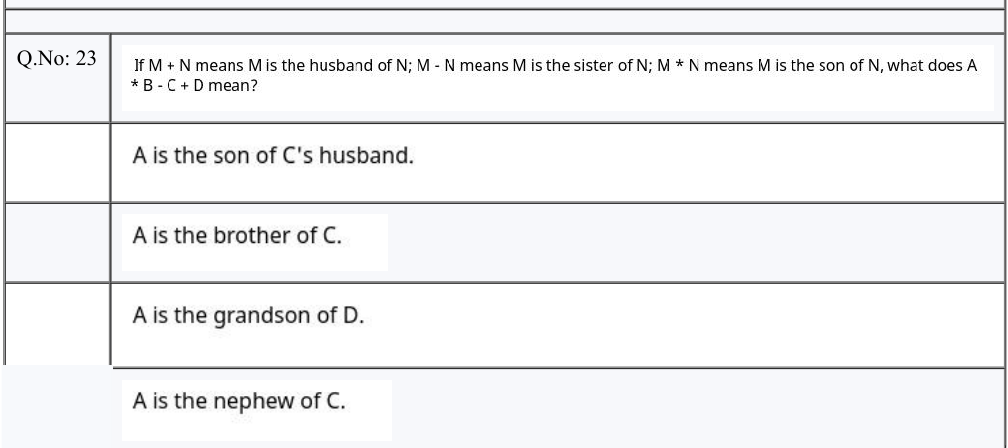 Q.No: 23
If M + N means M is the husband of N; M - N means M is the sister of N; M * N means M is the son of N, what does A
* B - C + D mean?
A is the son of C's husband.
A is the brother of C.
A is the grandson of D.
A is the nephew of C.